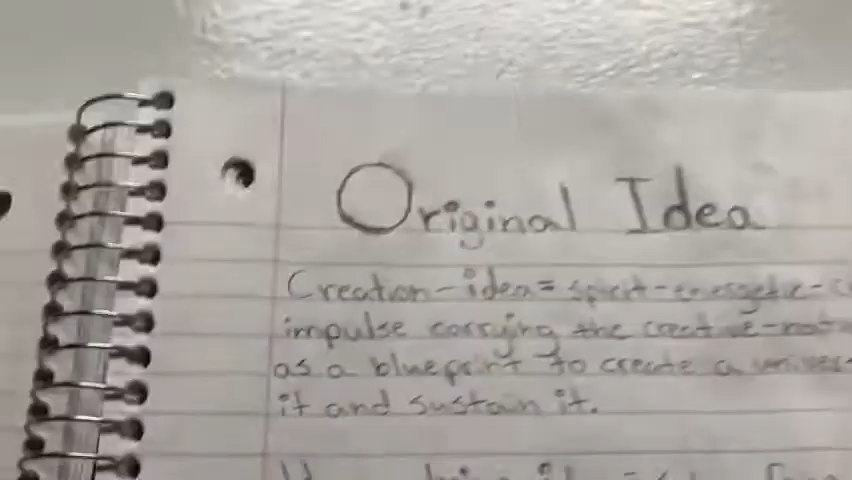 Original Idea
Creation-idea= spirit-energetic-
impulse carrying the creative-
as a blueprint to create a
it and sustain it.